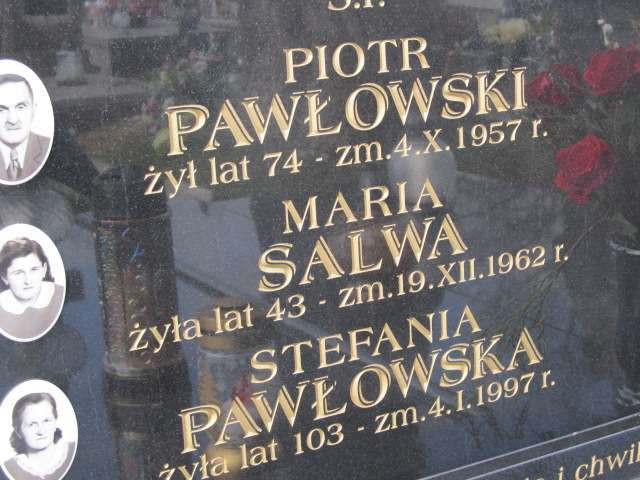 Ś.P.
PIOTR
PAWŁOWSKI
żył lat 74 - zm.4.X.1957 r.
MARIA
SALWA
żyła lat 43 - zm.19.XII.1962 r.
STEFANIA
PAWŁOWSKA
żyła lat 103 - zm.4.I.1997 r.
i chwil